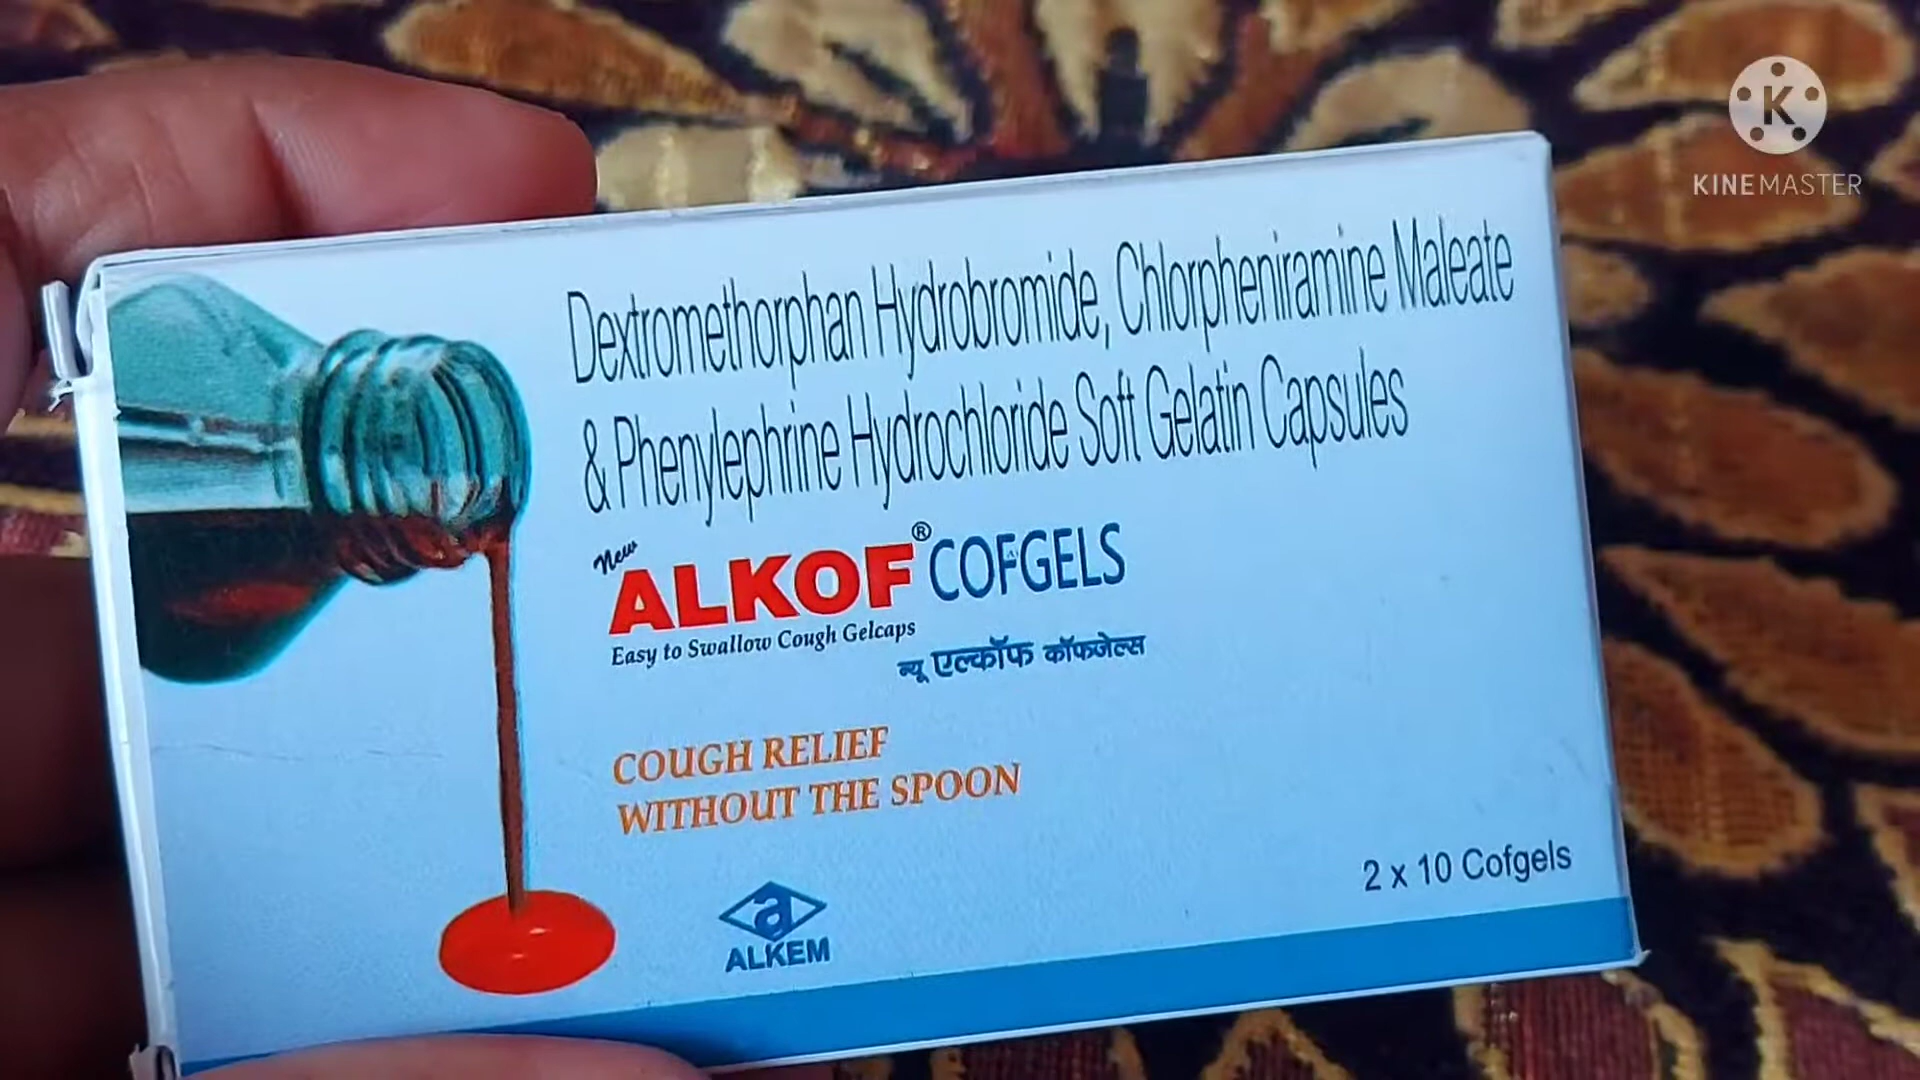 K
KINEMASTER
Dextromethorphan Hydrobromide, Chlorpheniramine Maleate
& Phenylephrine Hydrochloride Soft Gelatin Capsules
New
ALKOF® COFGELS
Easy to Swallow Cough Gelcaps
न्यू एल्कॉफ कॉफजेल्स
COUGH RELIEF
WITHOUT THE SPOON
2 x 10 Cofgels
a
ALKEM